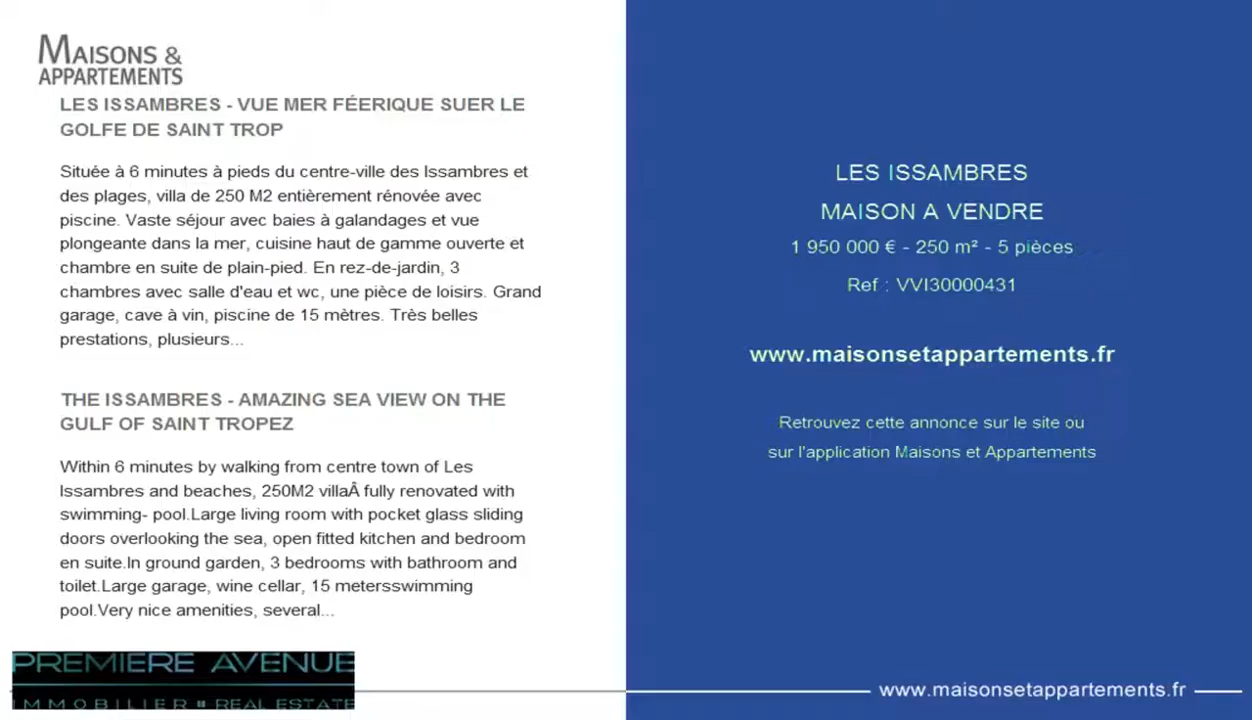 MAISONS &
APPARTEMENTS
LES ISSAMBRES - VUE MER FÉERIQUE SUER LE
GOLFE DE SAINT TROP
Située à 6 minutes à pieds du centre-ville des Issambres et
des plages, villa de 250 M2 entièrement rénovée avec
piscine. Vaste séjour avec baies à galandages et vue
plongeante dans la mer, cuisine haut de gamme ouverte et
chambre en suite de plain-pied. En rez-de-jardin, 3
chambres avec salle d'eau et wc, une pièce de loisirs. Grand
garage, cave à vin, piscine de 15 mètres. Très belles
prestations, plusieurs...
THE ISSAMBRES - AMAZING SEA VIEW ON THE
GULF OF SAINT TROPEZ
Within 6 minutes by walking from centre town of Les
Issambres and beaches, 250M2 villaÂ fully renovated with
swimming- pool.Large living room with pocket glass sliding
doors overlooking the sea, open fitted kitchen and bedroom
en suite.In ground garden, 3 bedrooms with bathroom and
toilet.Large garage, wine cellar, 15 metersswimming
pool.Very nice amenities, several...
PREMIERE AVENUE
IMMOBILIER REAL ESTATE
LES ISSAMBRES
MAISON A VENDRE
1 950 000 € - 250 m² - 5 pièces
Ref : VVI30000431
www.maisonsetappartements.fr
Retrouvez cette annonce sur le site ou
sur l'application Maisons et Appartements
www.maisonsetappartements.fr